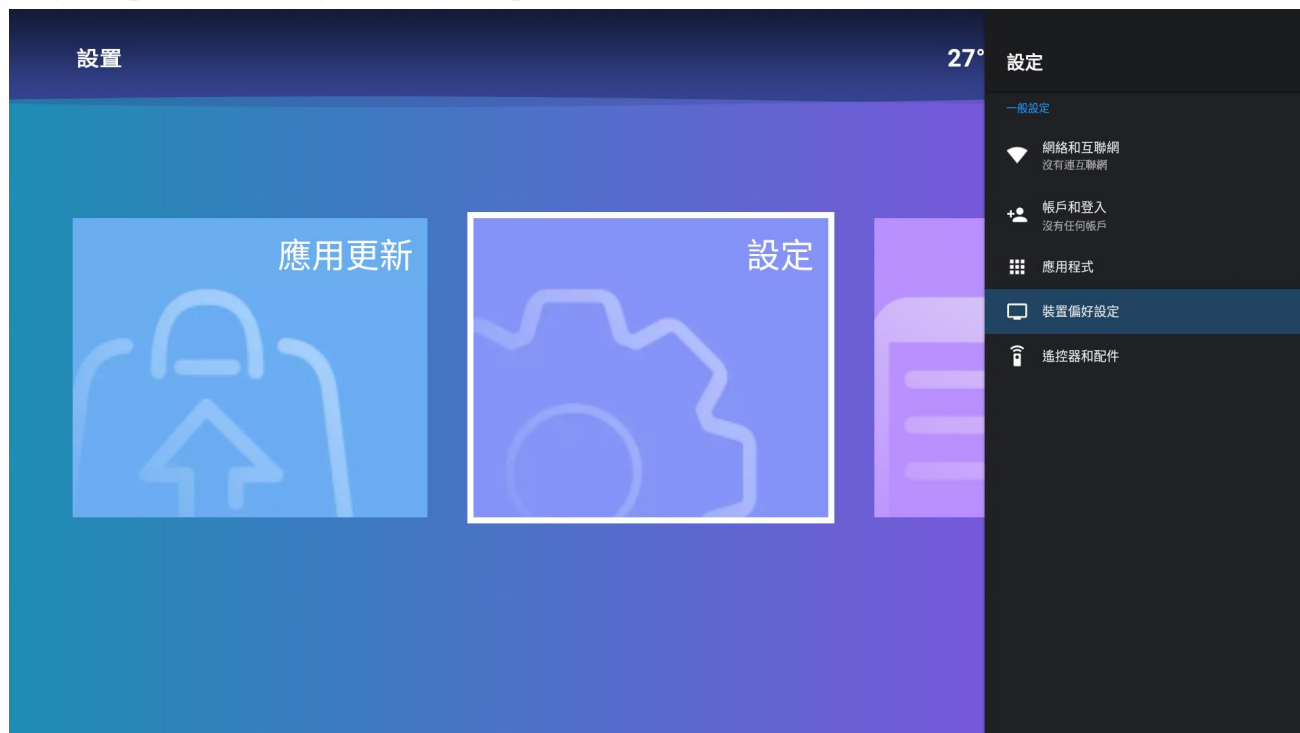 設置
27°
應用更新
設定
設定
一般設定
網絡和互聯網
沒有連互聯網
帳戶和登入
沒有任何帳戶
應用程式
裝置偏好設定
遙控器和配件